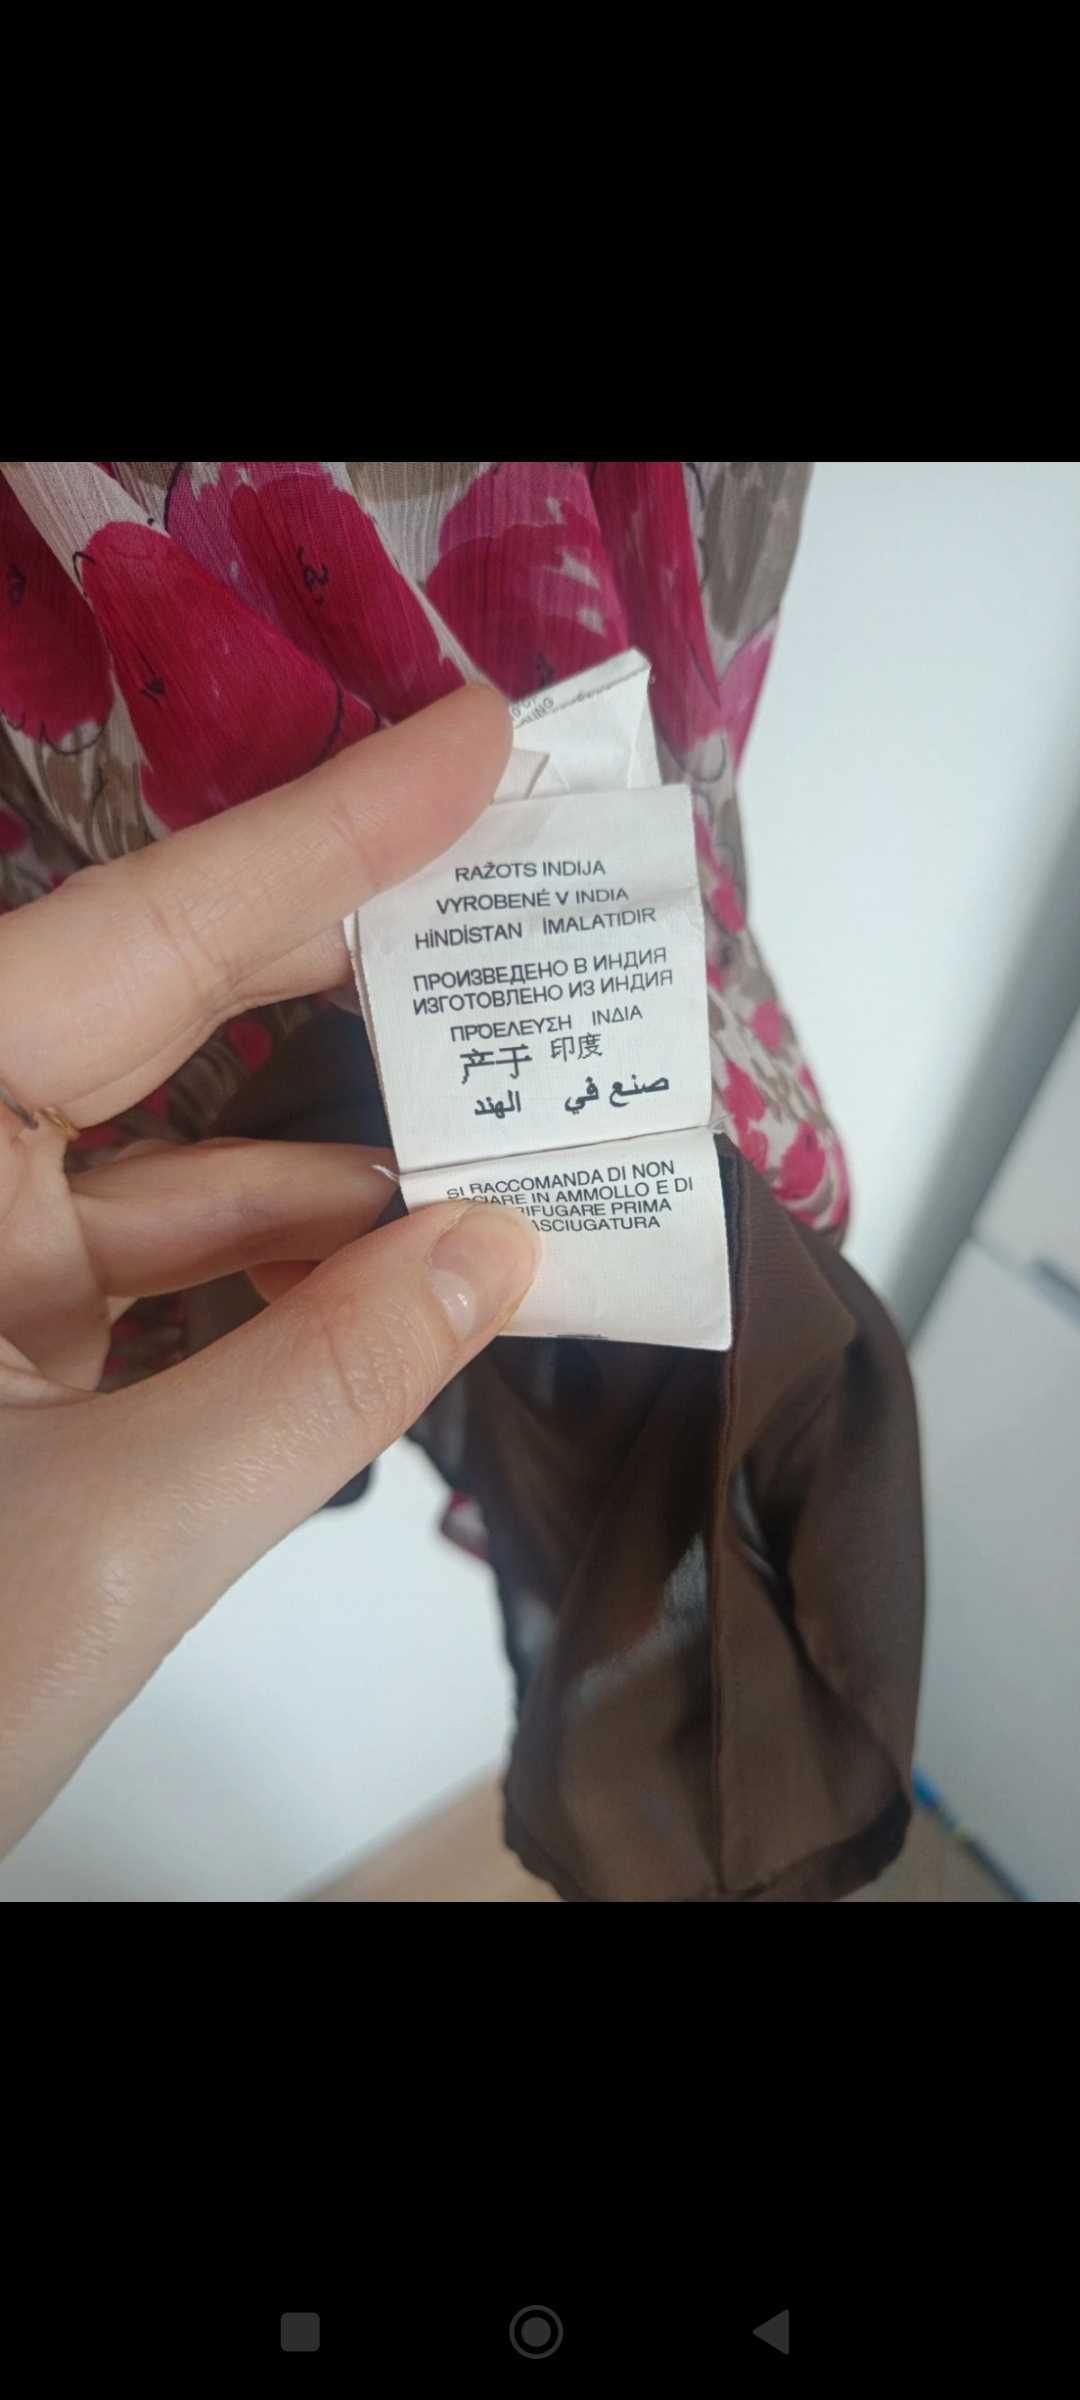 RAŽOTS INDIJA
VYROBENÉ V INDIA
HİNDİSTAN İMALATIDIR
ПРОИЗВЕДЕНО В ИНДИЯ
ИЗГОТОВЛЕНО ИЗ ИНДИЯ
ΠΡΟΕΛΕΥΣΗ ΙΝΔΙΑ
产于 印度
صنع في الهند
SI RACCOMANDA DI NON
IN AMMOLLO E DI
PRIMA